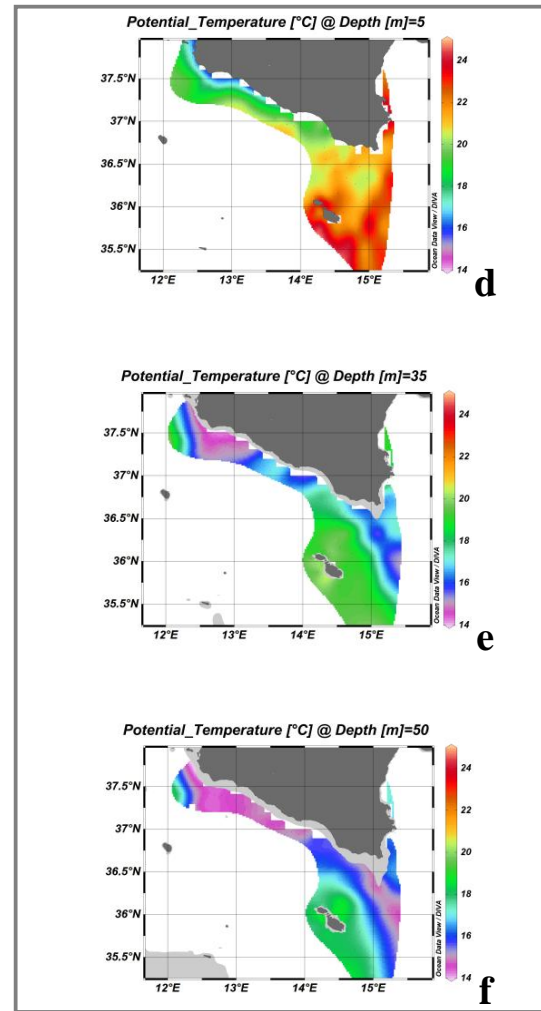 Potential_Temperature [°C] @ Depth [m]=5
37.5°N
37°N
36.5°N
36°N
35.5°N
12°E 13°E 14°E 15°E
24
22
20
18
16
14
Ocean Data View / DIVA
d
Potential_Temperature [°C] @ Depth [m]=35
37.5°N
37°N
36.5°N
36°N
35.5°N
12°E 13°E 14°E 15°E
24
22
20
18
16
14
Ocean Data View / DIVA
e
Potential_Temperature [°C] @ Depth [m]=50
37.5°N
37°N
36.5°N
36°N
35.5°N
12°E 13°E 14°E 15°E
24
22
20
18
16
14
Ocean Data View / DIVA
f